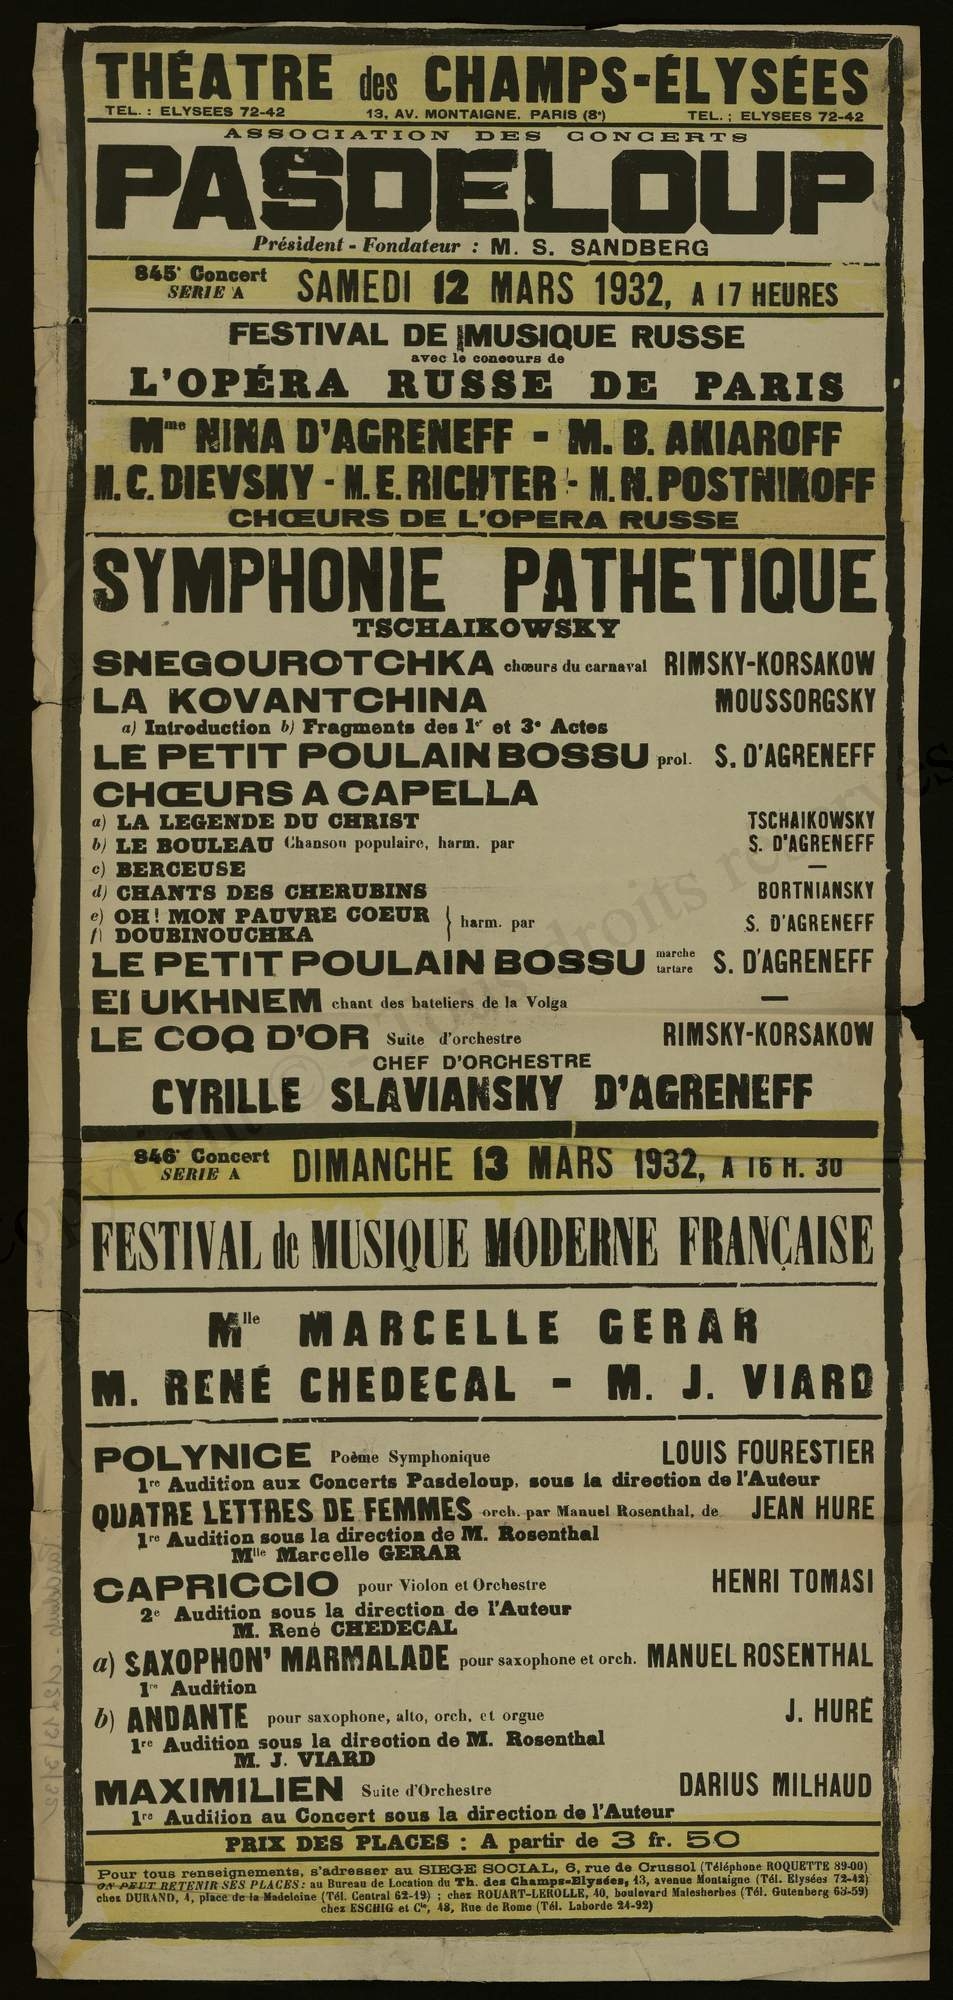 THÉATRE des CHAMPS-ÉLYSÉES
TEL. : ELYSEES 72-42 13, AV. MONTAIGNE. PARIS (8e) TEL. ; ELYSEES 72-42
ASSOCIATION DES CONCERTS
PASDELOUP
Président - Fondateur : M. S. SANDBERG
845e Concert SAMEDI 12 MARS 1932, A 17 HEURES
SERIE A
FESTIVAL DE MUSIQUE RUSSE
avec le concours de
L'OPÉRA RUSSE DE PARIS
Mme NINA D'AGRENEFF - M. B. AKIAROFF
M. C. DIEVSKY - M. E. RICHTER - M. N. POSTNIKOFF
CHŒURS DE L'OPERA RUSSE
SYMPHONIE PATHETIQUE
TSCHAIKOWSKY
SNEGOUROTCHKA chœurs du carnaval RIMSKY-KORSAKOW
LA KOVANTCHINA MOUSSORGSKY
a) Introduction b) Fragments des 1er et 3e Actes
LE PETIT POULAIN BOSSU prol. S. D'AGRENEFF
CHŒURS A CAPELLA
a) LA LEGENDE DU CHRIST TSCHAIKOWSKY
b) LE BOULEAU Chanson populaire, harm. par S. D'AGRENEFF
c) BERCEUSE —
d) CHANTS DES CHERUBINS BORTNIANSKY
e) OH! MON PAUVRE COEUR } harm. par S. D'AGRENEFF
f) DOUBINOUCHKA
LE PETIT POULAIN BOSSU marche tartare S. D'AGRENEFF
EI UKHNEM chant des bateliers de la Volga —
LE COQ D'OR Suite d'orchestre RIMSKY-KORSAKOW
CHEF D'ORCHESTRE
CYRILLE SLAVIANSKY D'AGRENEFF
846e Concert DIMANCHE 13 MARS 1932, A 16 H. 30
SERIE A
FESTIVAL de MUSIQUE MODERNE FRANÇAISE
Mlle MARCELLE GERAR
M. RENÉ CHEDECAL - M. J. VIARD
POLYNICE Poème Symphonique LOUIS FOURESTIER
1re Audition aux Concerts Pasdeloup, sous la direction de l'Auteur
QUATRE LETTRES DE FEMMES orch. par Manuel Rosenthal, de JEAN HURE
1re Audition sous la direction de M. Rosenthal
Mlle Marcelle GERAR
CAPRICCIO pour Violon et Orchestre HENRI TOMASI
2e Audition sous la direction de l'Auteur
M. René CHEDECAL
a) SAXOPHON' MARMALADE pour saxophone et orch. MANUEL ROSENTHAL
1re Audition
b) ANDANTE pour saxophone, alto, orch, et orgue J. HURÉ
1re Audition sous la direction de M. Rosenthal
M. J. VIARD
MAXIMILIEN Suite d'Orchestre DARIUS MILHAUD
1re Audition au Concert sous la direction de l'Auteur
PRIX DES PLACES : A partir de 3 fr. 50
Pour tous renseignements, s'adresser au SIEGE SOCIAL, 6, rue de Crussol (Téléphone ROQUETTE 89-00)
ON PEUT RETENIR SES PLACES : au Bureau de Location du Th. des Champs-Elysées, 13, avenue Montaigne (Tél. Elysées 72-42)
chez DURAND, 4, place de la Madeleine (Tél. Central 62-19) ; chez ROUART-LEROLLE, 40, boulevard Malesherbes (Tél. Gutenberg 63-59)
chez ESCHIG et Cie, 48, Rue de Rome (Tél. Laborde 24-92)
copyright © - Tous droits réservés